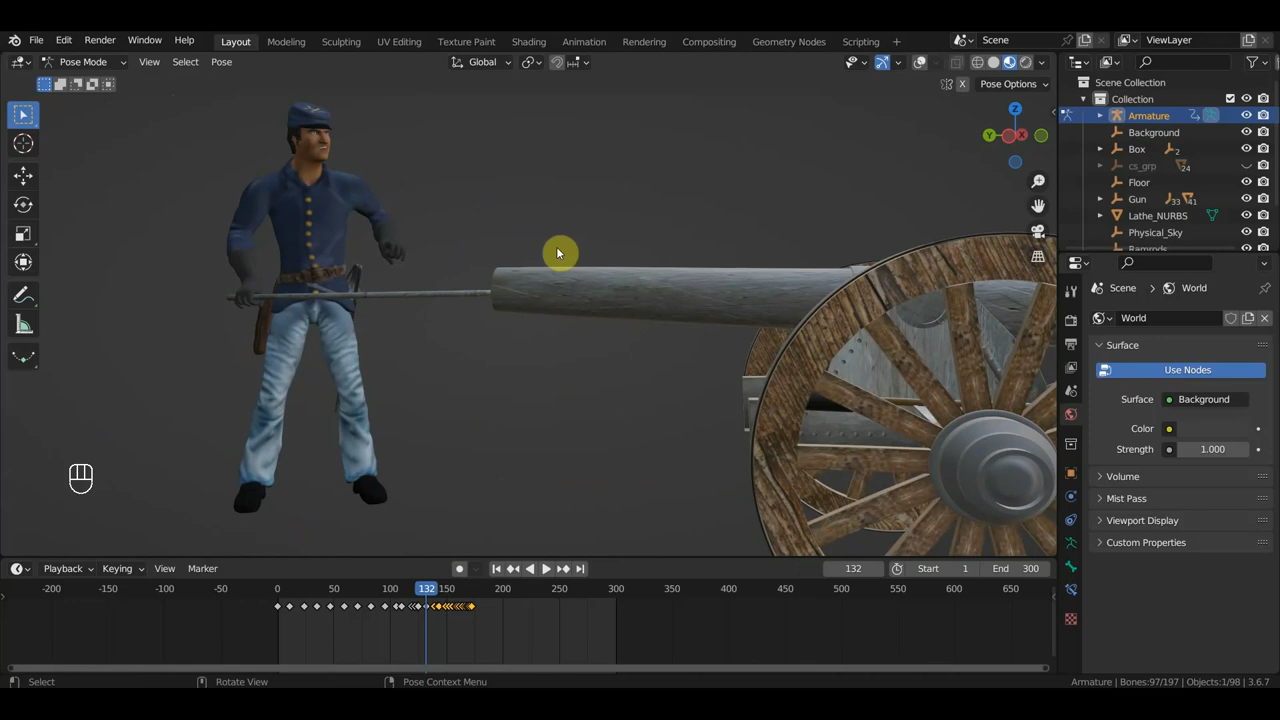 File Edit Render Window Help Layout Modeling Sculpting UV Editing Texture Paint Shading Animation Rendering Compositing Geometry Nodes Scripting + Scene ViewLayer
Pose Mode View Select Pose Global
X Pose Options
Scene Collection
Collection
Armature
Background
Box 2
cs_grp 24
Floor
Gun 33 41
Lathe_NURBS
Physical_Sky
Ramrods
Z
Y X
Scene > World
World
Surface
Use Nodes
Surface Background
Color
Strength 1.000
Volume
Mist Pass
Viewport Display
Custom Properties
Playback Keying View Marker 132 Start 1 End 300
-200 -150 -100 -50 0 50 100 132 150 200 250 300 350 400 450 500 550 600 650
Select Rotate View Pose Context Menu Armature | Bones:97/197 | Objects:1/98 | 3.6.7